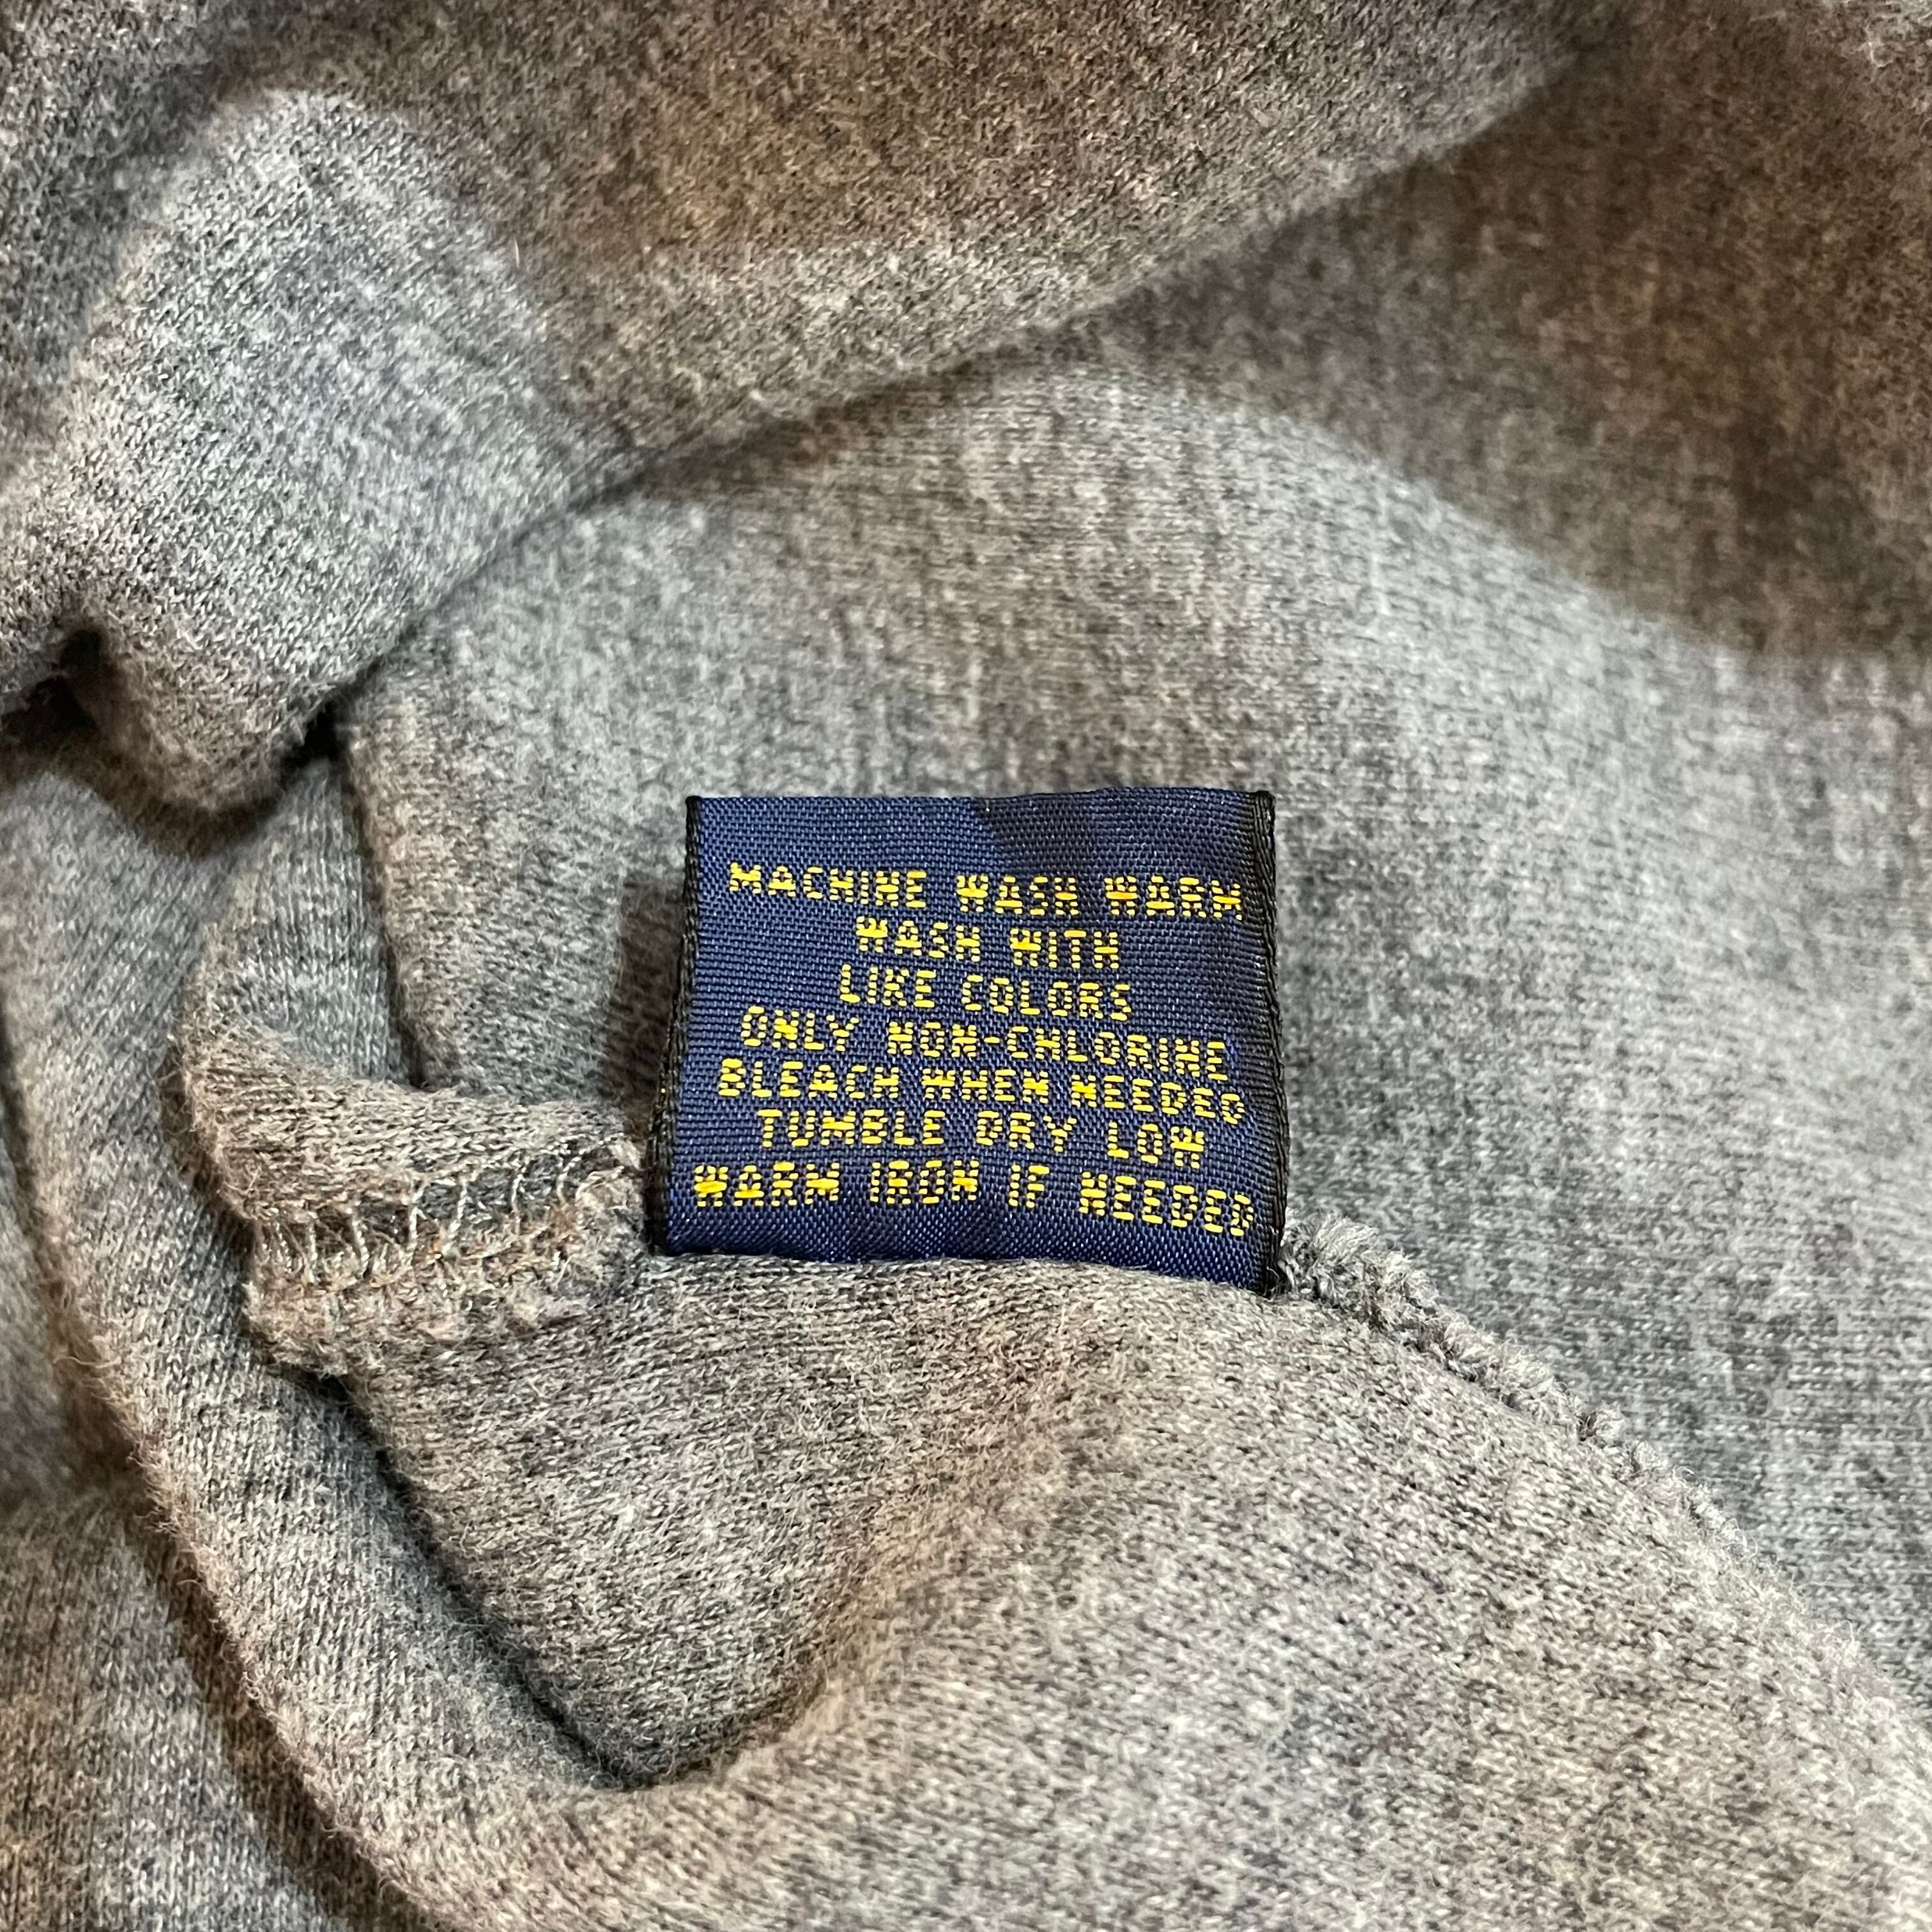 MACHINE WASH WARM
WASH WITH
LIKE COLORS
ONLY NON-CHLORINE
BLEACH WHEN NEEDED
TUMBLE DRY LOW
WARM IRON IF NEEDED